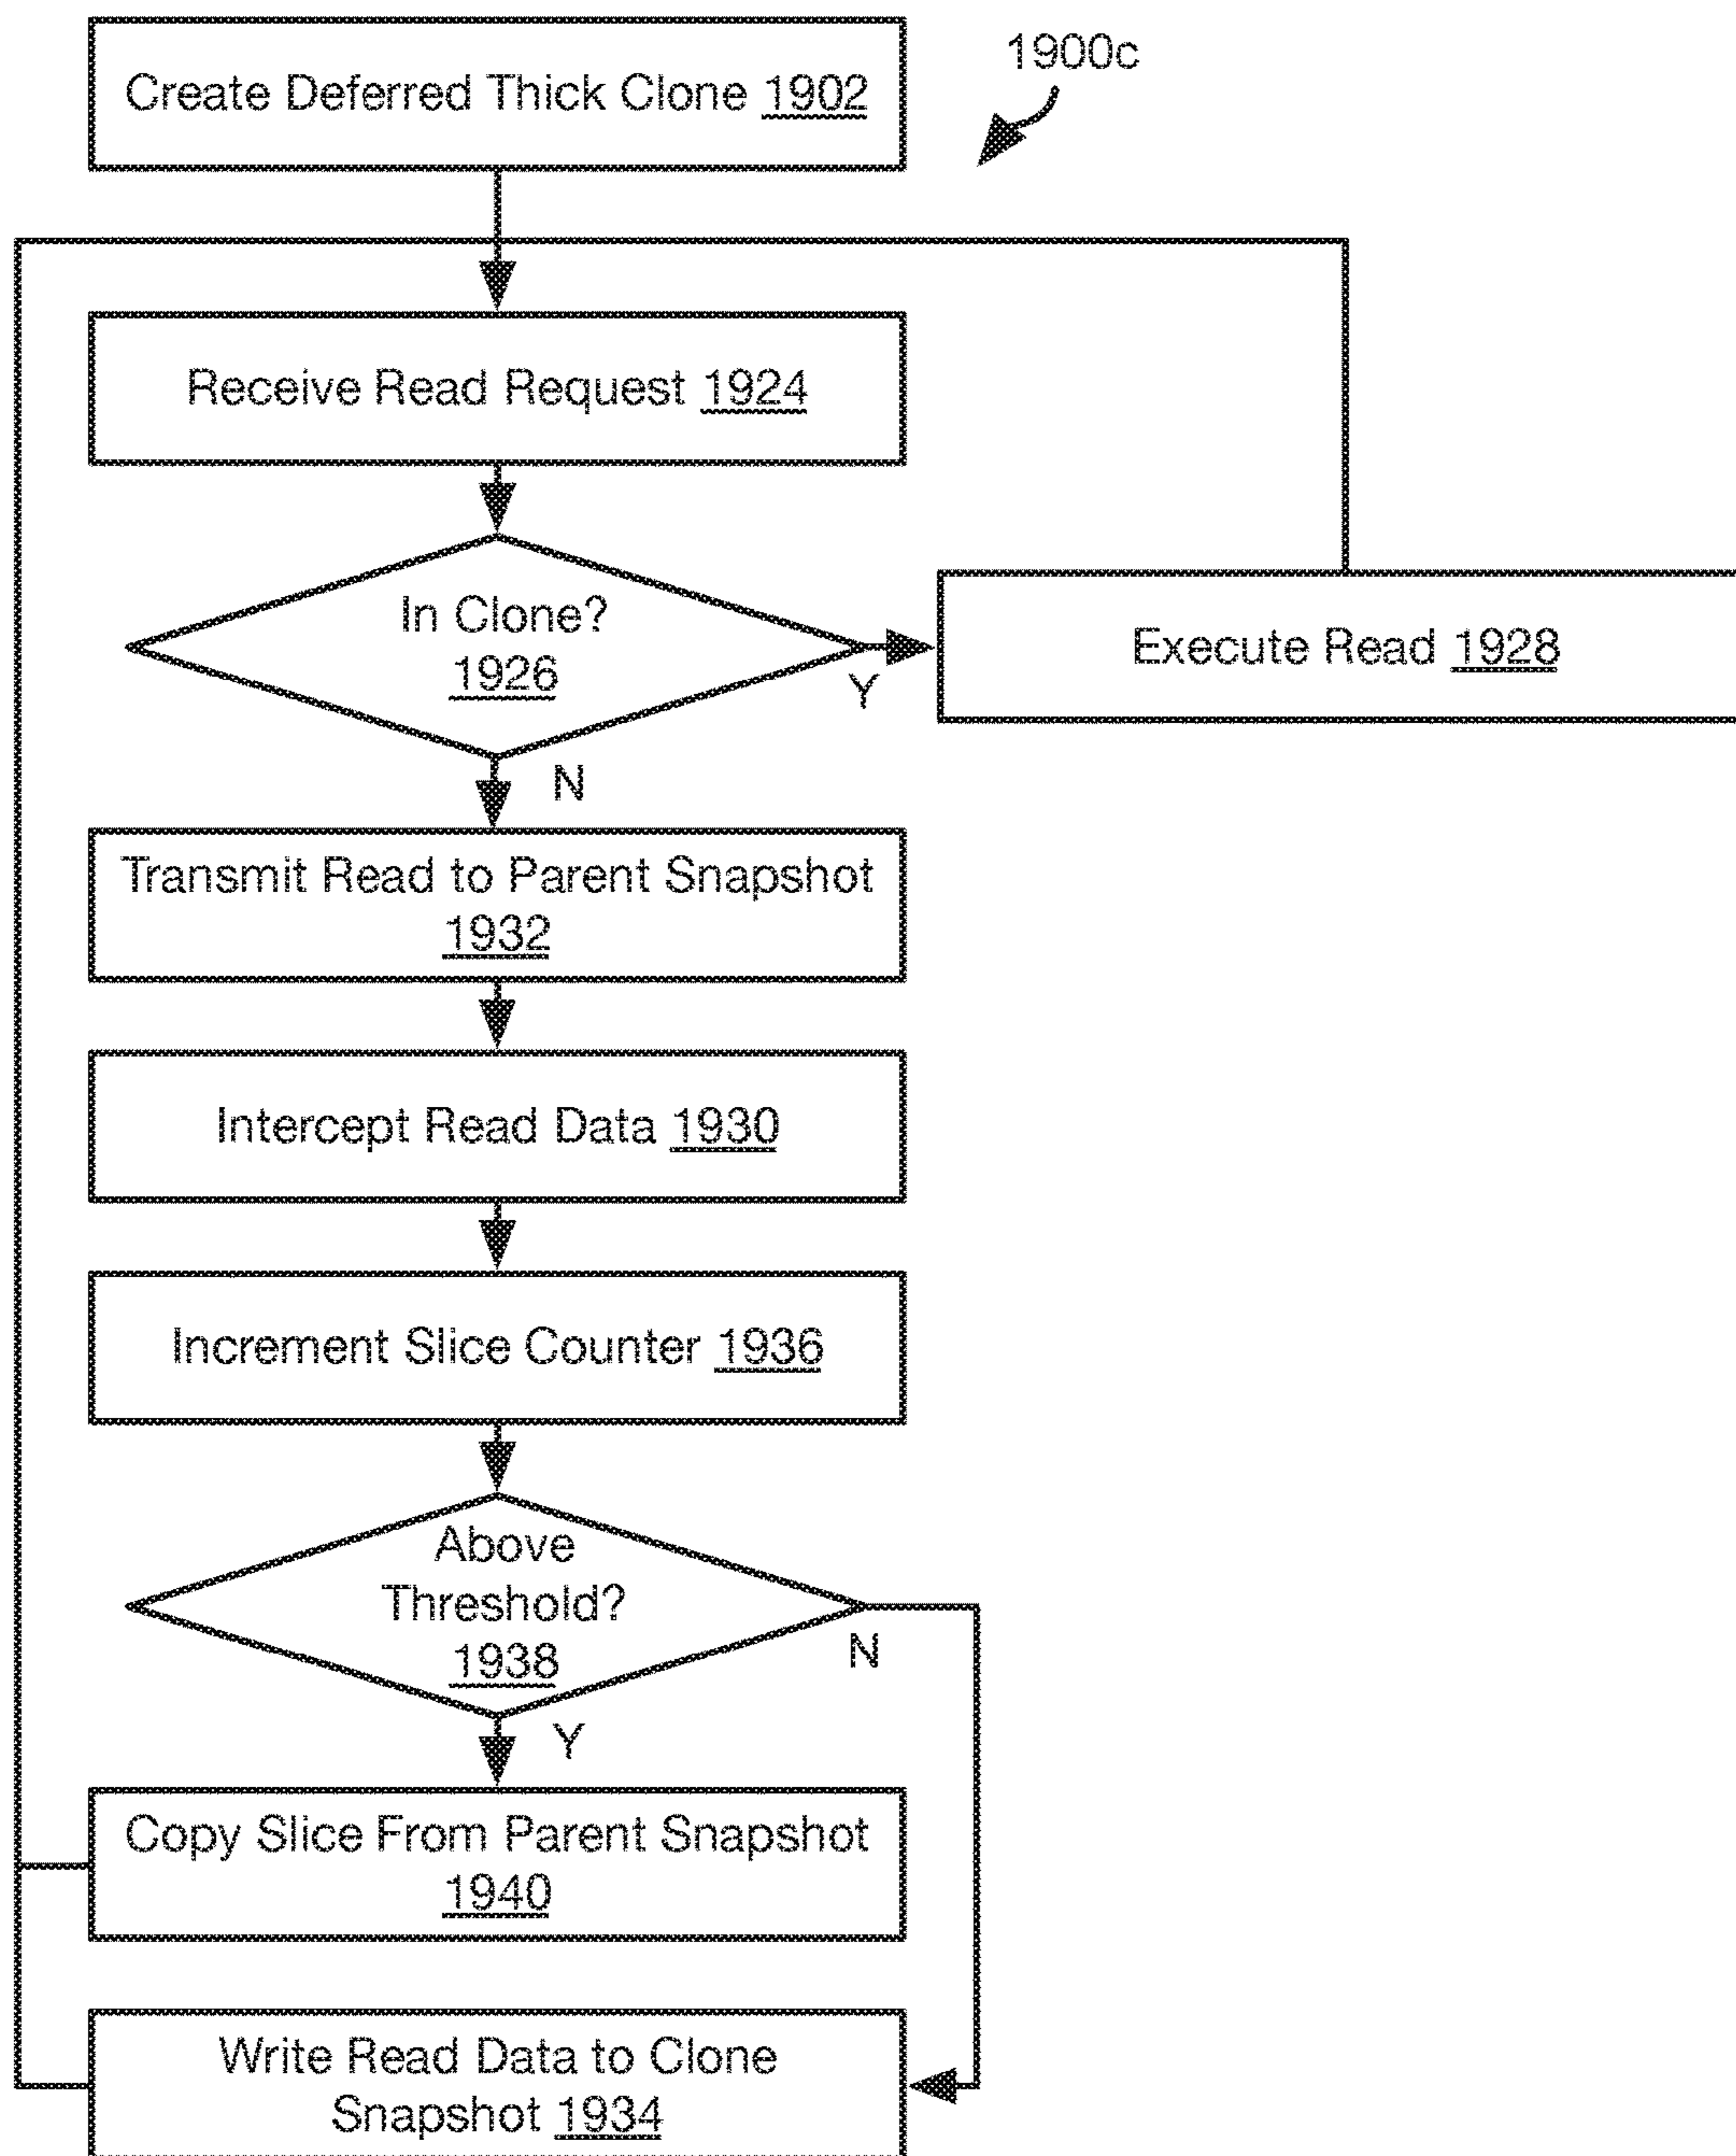 Create Deferred Thick Clone 1902
1900c
Receive Read Request 1924
In Clone?
1926
Y
Execute Read 1928
N
Transmit Read to Parent Snapshot
1932
Intercept Read Data 1930
Increment Slice Counter 1936
Above
Threshold?
1938
N
Y
Copy Slice From Parent Snapshot
1940
Write Read Data to Clone
Snapshot 1934